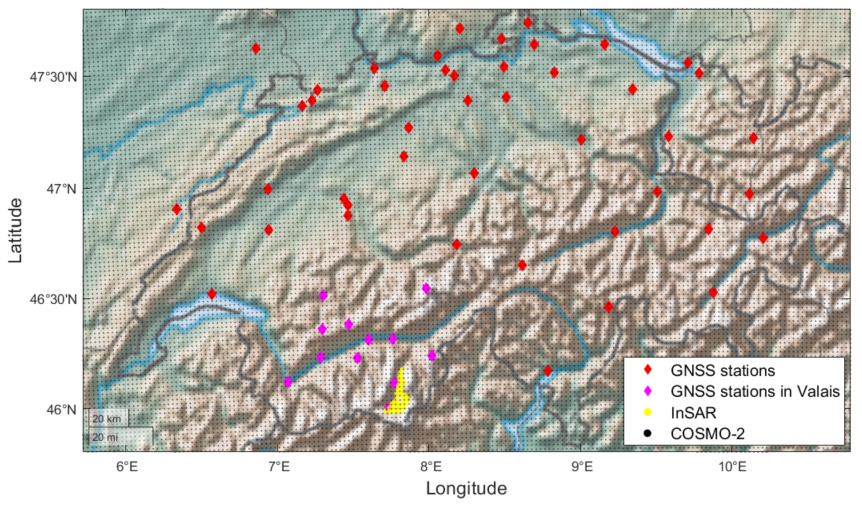 Latitude
47°30'N
47°N
46°30'N
46°N
20 km
20 mi
6°E
7°E
8°E
9°E
10°E
Longitude
GNSS stations
GNSS stations in Valais
InSAR
COSMO-2